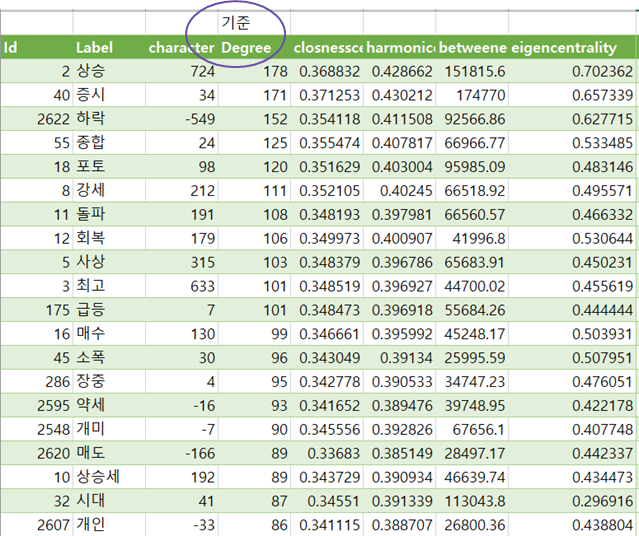 기준
Id Label character Degree closnessce harmonicc betweene eigencentrality
2 상승 724 178 0.368832 0.428662 151815.6 0.702362
40 증시 34 171 0.371253 0.430212 174770 0.657339
2622 하락 -549 152 0.354118 0.411508 92566.86 0.627715
55 종합 24 125 0.355474 0.407817 66966.77 0.533485
18 포토 98 120 0.351629 0.403004 95985.09 0.483146
8 강세 212 111 0.352105 0.40245 66518.92 0.495571
11 돌파 191 108 0.348193 0.397981 66560.57 0.466332
12 회복 179 106 0.349973 0.400907 41996.8 0.530644
5 사상 315 103 0.348379 0.396786 65683.91 0.450231
3 최고 633 101 0.348519 0.396927 44700.02 0.455619
175 급등 7 101 0.348473 0.396918 55684.26 0.444444
16 매수 130 99 0.346661 0.395992 45248.17 0.503931
45 소폭 30 96 0.343049 0.39134 25995.59 0.507951
286 장중 4 95 0.342778 0.390533 34747.23 0.476051
2595 약세 -16 93 0.341652 0.389476 39748.95 0.422178
2548 개미 -7 90 0.345556 0.392826 67656.1 0.407748
2620 매도 -166 89 0.33683 0.385149 28497.17 0.442337
10 상승세 192 89 0.343729 0.390934 46639.74 0.434473
32 시대 41 87 0.34551 0.391339 113043.8 0.296916
2607 개인 -33 86 0.341115 0.388707 26800.36 0.438804